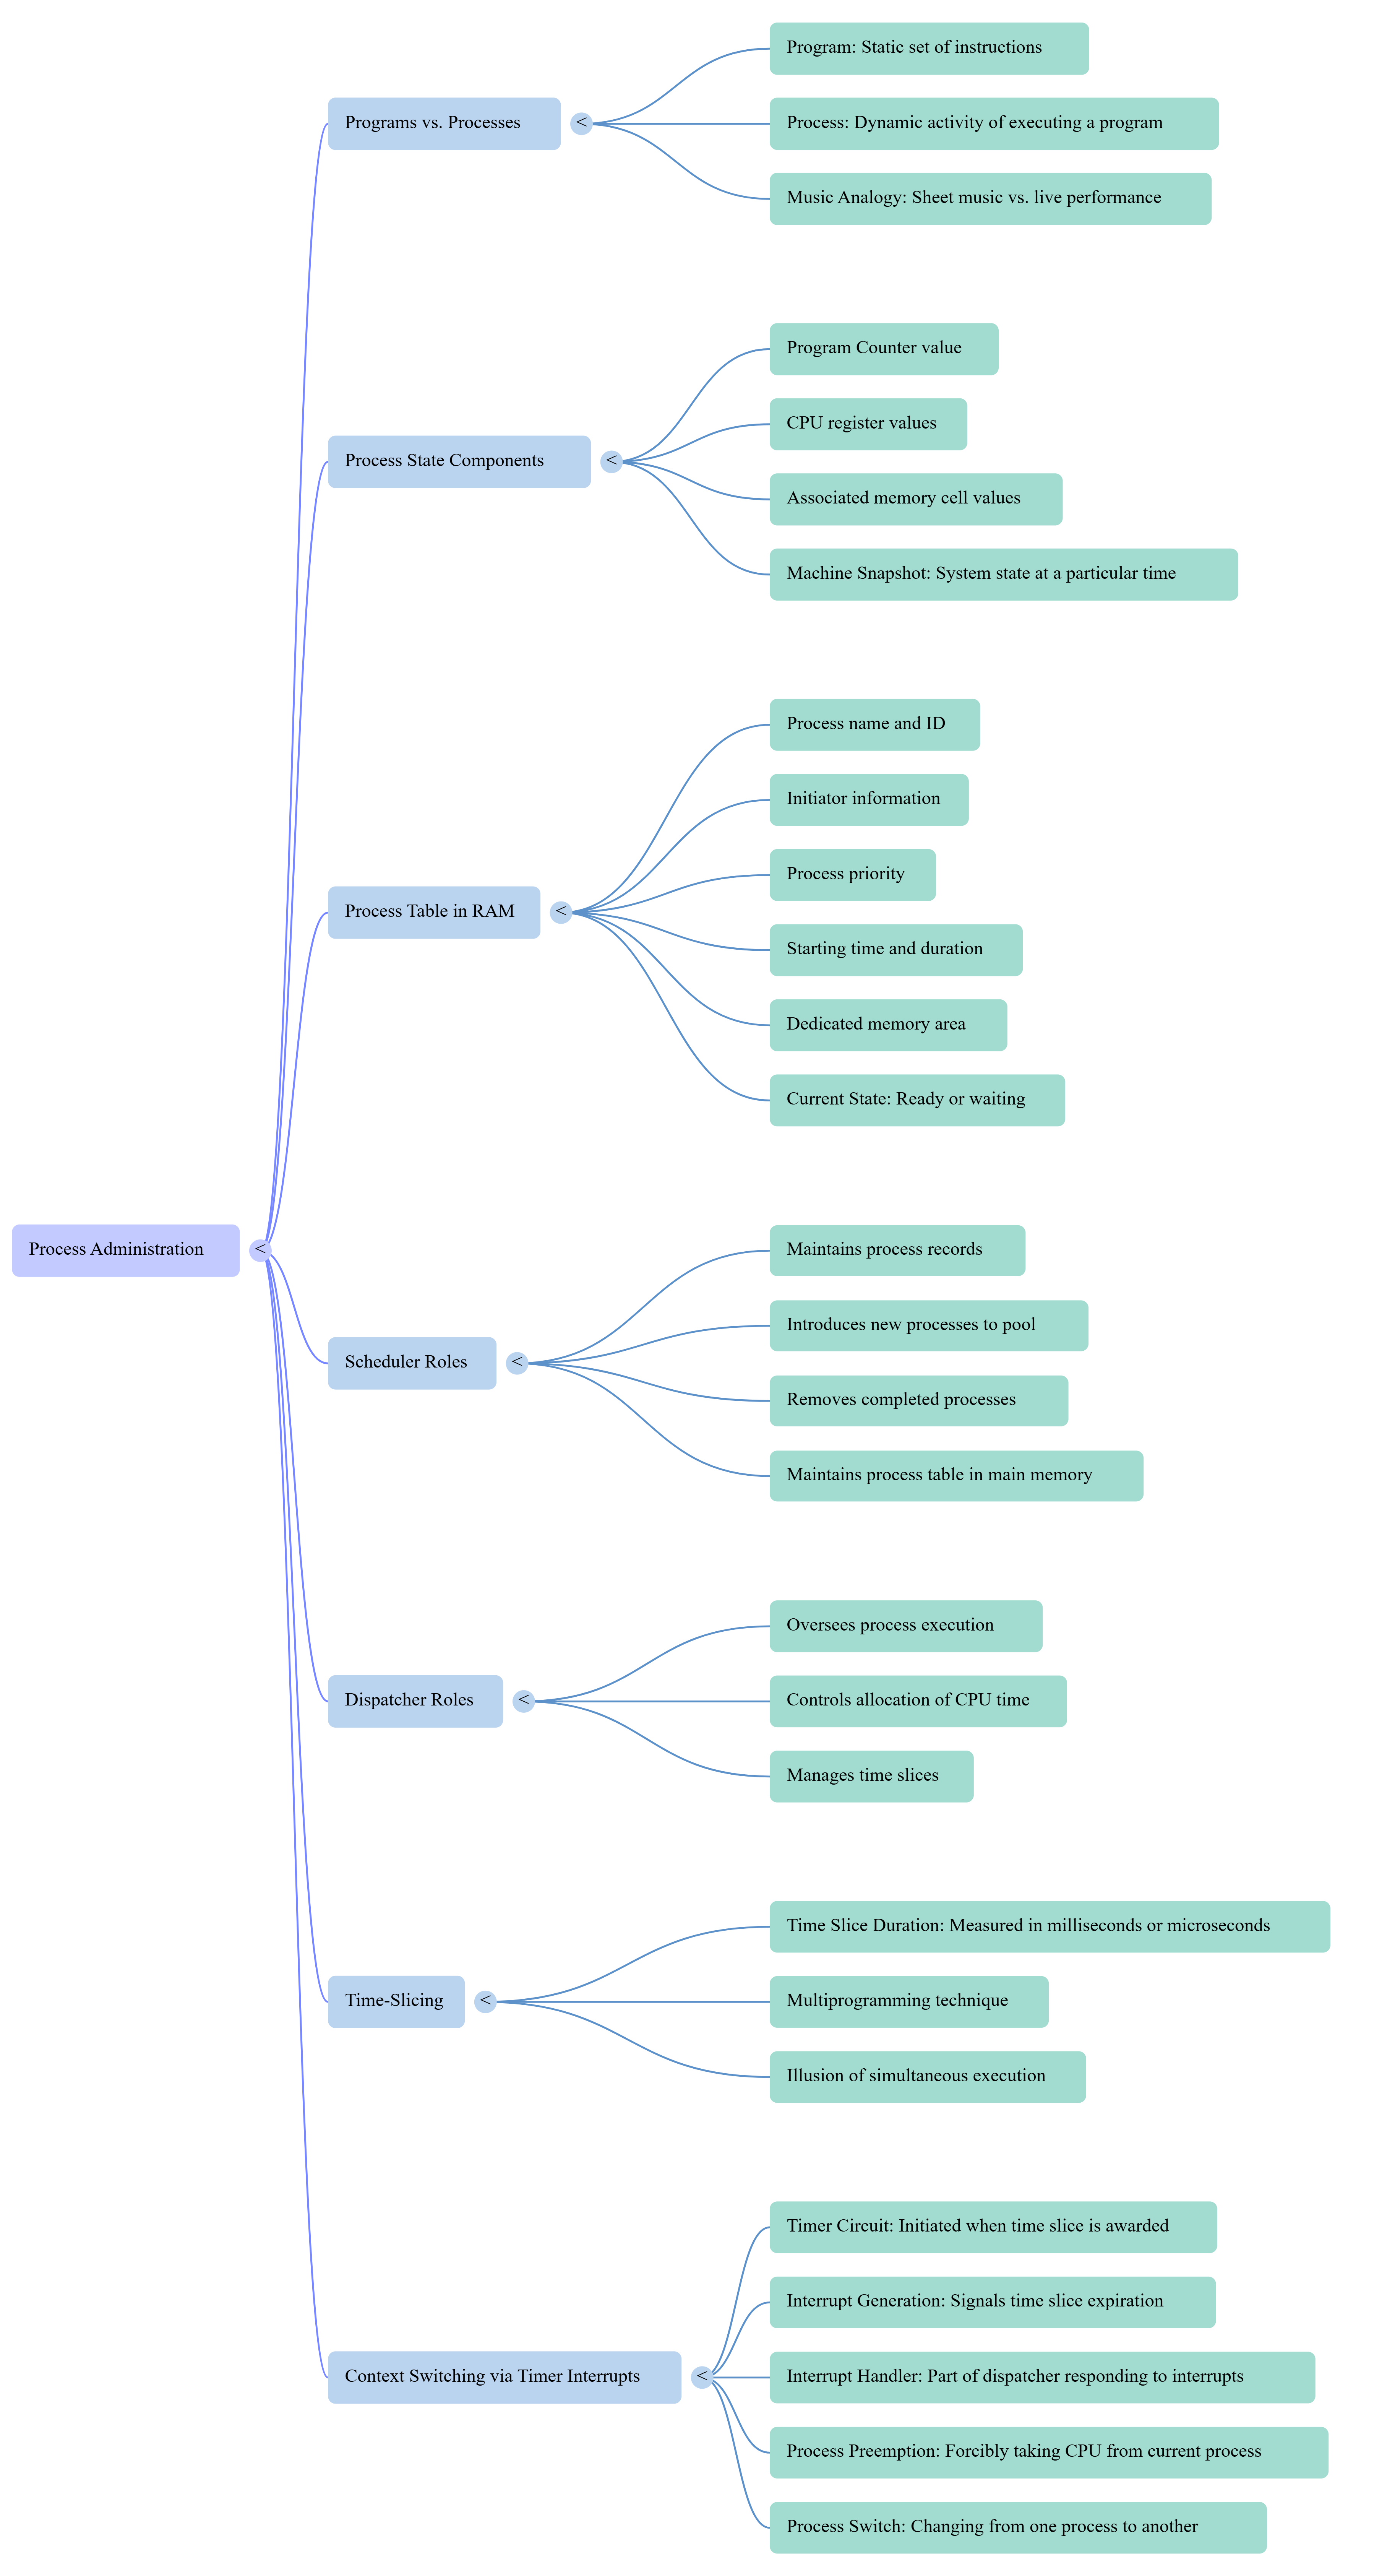 Process Administration
<
Programs vs. Processes
<
Program: Static set of instructions
Process: Dynamic activity of executing a program
Music Analogy: Sheet music vs. live performance
Process State Components
<
Program Counter value
CPU register values
Associated memory cell values
Machine Snapshot: System state at a particular time
Process Table in RAM
<
Process name and ID
Initiator information
Process priority
Starting time and duration
Dedicated memory area
Current State: Ready or waiting
Scheduler Roles
<
Maintains process records
Introduces new processes to pool
Removes completed processes
Maintains process table in main memory
Dispatcher Roles
<
Oversees process execution
Controls allocation of CPU time
Manages time slices
Time-Slicing
<
Time Slice Duration: Measured in milliseconds or microseconds
Multiprogramming technique
Illusion of simultaneous execution
Context Switching via Timer Interrupts
<
Timer Circuit: Initiated when time slice is awarded
Interrupt Generation: Signals time slice expiration
Interrupt Handler: Part of dispatcher responding to interrupts
Process Preemption: Forcibly taking CPU from current process
Process Switch: Changing from one process to another